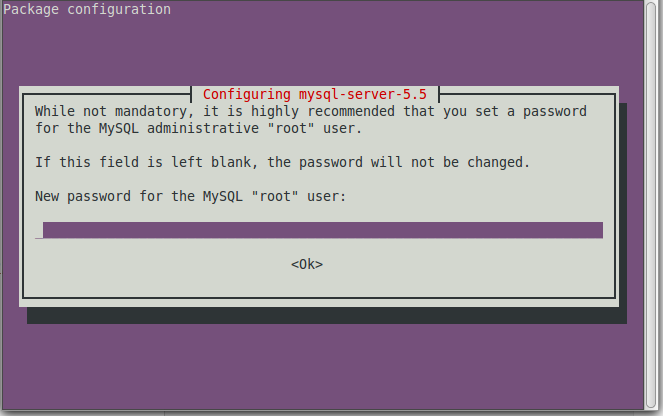 Package configuration
Configuring mysql-server-5.5
While not mandatory, it is highly recommended that you set a password
for the MySQL administrative "root" user.
If this field is left blank, the password will not be changed.
New password for the MySQL "root" user:
<Ok>